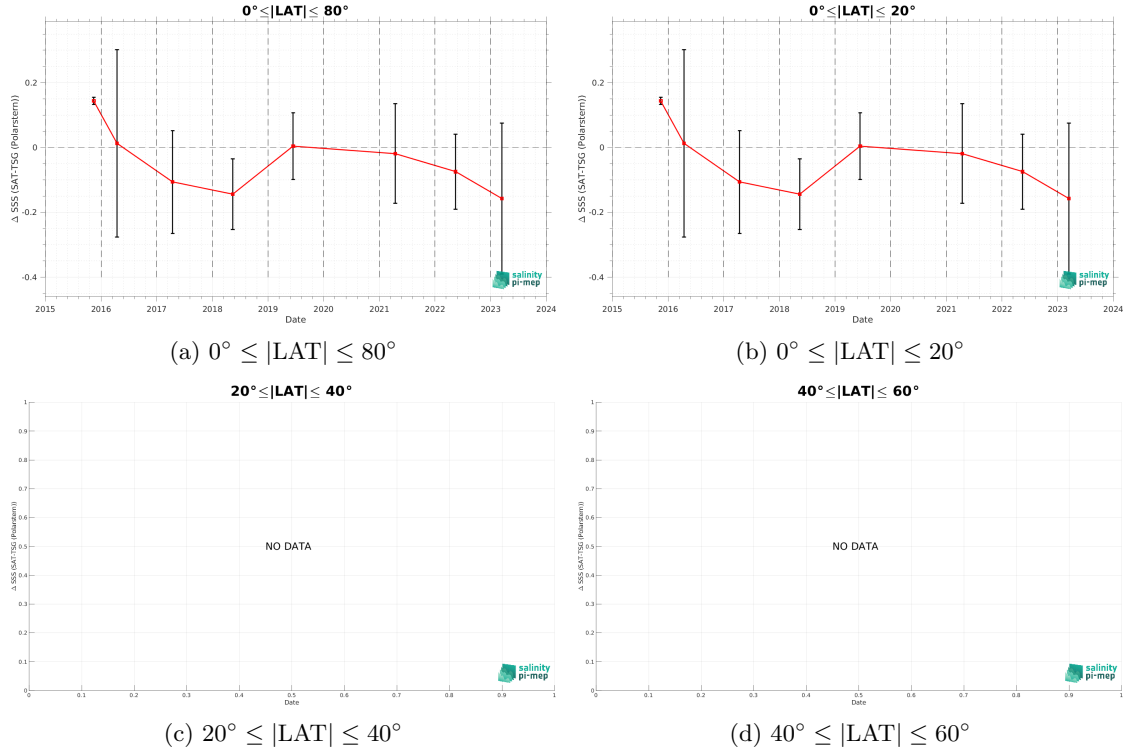 0°≤|LAT|≤ 80°
Δ SSS (SAT-TSG (Polarstern))
0.2
0
-0.2
-0.4
2015 2016 2017 2018 2019 2020 2021 2022 2023 2024
Date
salinity
pi-mep
(a) 0° ≤ |LAT| ≤ 80°
0°≤|LAT|≤ 20°
Δ SSS (SAT-TSG (Polarstern))
0.2
0
-0.2
-0.4
2015 2016 2017 2018 2019 2020 2021 2022 2023 2024
Date
salinity
pi-mep
(b) 0° ≤ |LAT| ≤ 20°
20°≤|LAT|≤ 40°
Δ SSS (SAT-TSG (Polarstern))
1
0.9
0.8
0.7
0.6
0.5
0.4
0.3
0.2
0.1
0
NO DATA
0 0.1 0.2 0.3 0.4 0.5 0.6 0.7 0.8 0.9 1
Date
salinity
pi-mep
(c) 20° ≤ |LAT| ≤ 40°
40°≤|LAT|≤ 60°
Δ SSS (SAT-TSG (Polarstern))
1
0.9
0.8
0.7
0.6
0.5
0.4
0.3
0.2
0.1
0
NO DATA
0 0.1 0.2 0.3 0.4 0.5 0.6 0.7 0.8 0.9 1
Date
salinity
pi-mep
(d) 40° ≤ |LAT| ≤ 60°